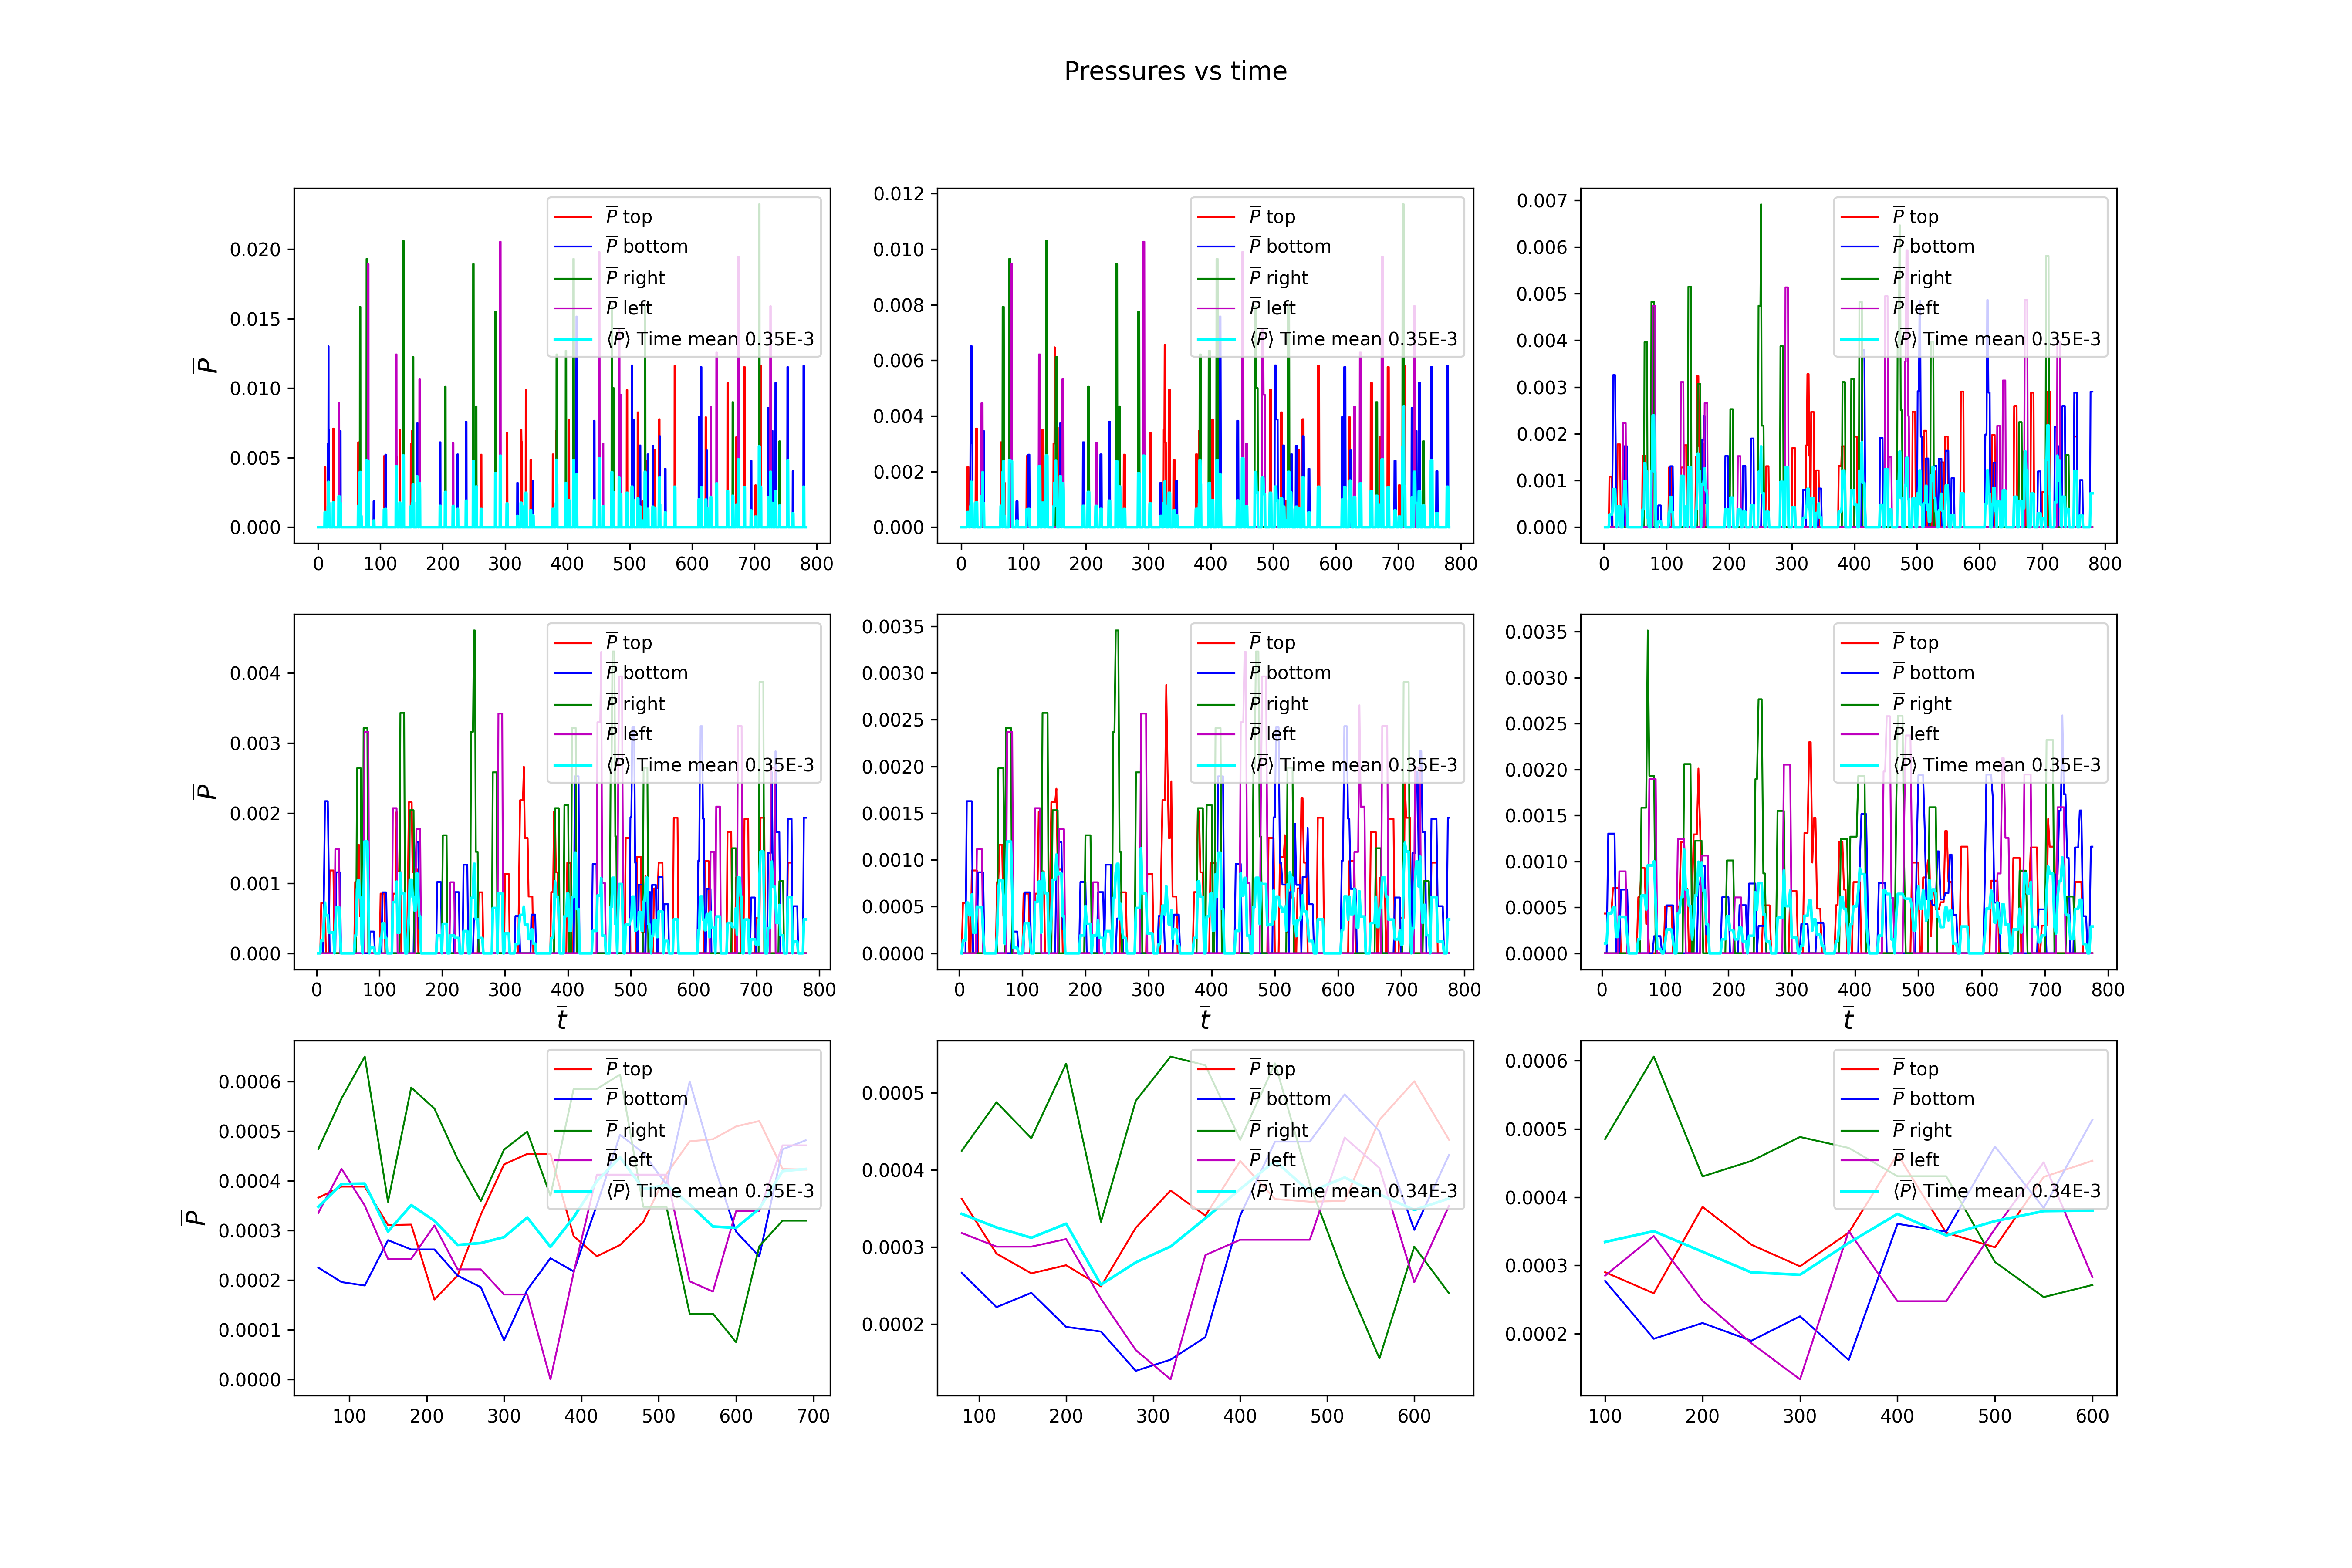 Pressures vs time
P̅
0.020
0.015
0.010
0.005
0.000
0 100 200 300 400 500 600 700 800
P̅ top
P̅ bottom
P̅ right
P̅ left
⟨P̅⟩ Time mean 0.35E-3
0.012
0.010
0.008
0.006
0.004
0.002
0.000
0 100 200 300 400 500 600 700 800
P̅ top
P̅ bottom
P̅ right
P̅ left
⟨P̅⟩ Time mean 0.35E-3
0.007
0.006
0.005
0.004
0.003
0.002
0.001
0.000
0 100 200 300 400 500 600 700 800
P̅ top
P̅ bottom
P̅ right
P̅ left
⟨P̅⟩ Time mean 0.35E-3
P̅
0.004
0.003
0.002
0.001
0.000
0 100 200 300 400 500 600 700 800
t̅
P̅ top
P̅ bottom
P̅ right
P̅ left
⟨P̅⟩ Time mean 0.35E-3
0.0035
0.0030
0.0025
0.0020
0.0015
0.0010
0.0005
0.0000
0 100 200 300 400 500 600 700 800
t̅
P̅ top
P̅ bottom
P̅ right
P̅ left
⟨P̅⟩ Time mean 0.35E-3
0.0035
0.0030
0.0025
0.0020
0.0015
0.0010
0.0005
0.0000
0 100 200 300 400 500 600 700 800
t̅
P̅ top
P̅ bottom
P̅ right
P̅ left
⟨P̅⟩ Time mean 0.35E-3
P̅
0.0006
0.0005
0.0004
0.0003
0.0002
0.0001
0.0000
100 200 300 400 500 600 700
P̅ top
P̅ bottom
P̅ right
P̅ left
⟨P̅⟩ Time mean 0.35E-3
0.0005
0.0004
0.0003
0.0002
100 200 300 400 500 600
P̅ top
P̅ bottom
P̅ right
P̅ left
⟨P̅⟩ Time mean 0.34E-3
0.0006
0.0005
0.0004
0.0003
0.0002
100 200 300 400 500 600
P̅ top
P̅ bottom
P̅ right
P̅ left
⟨P̅⟩ Time mean 0.34E-3